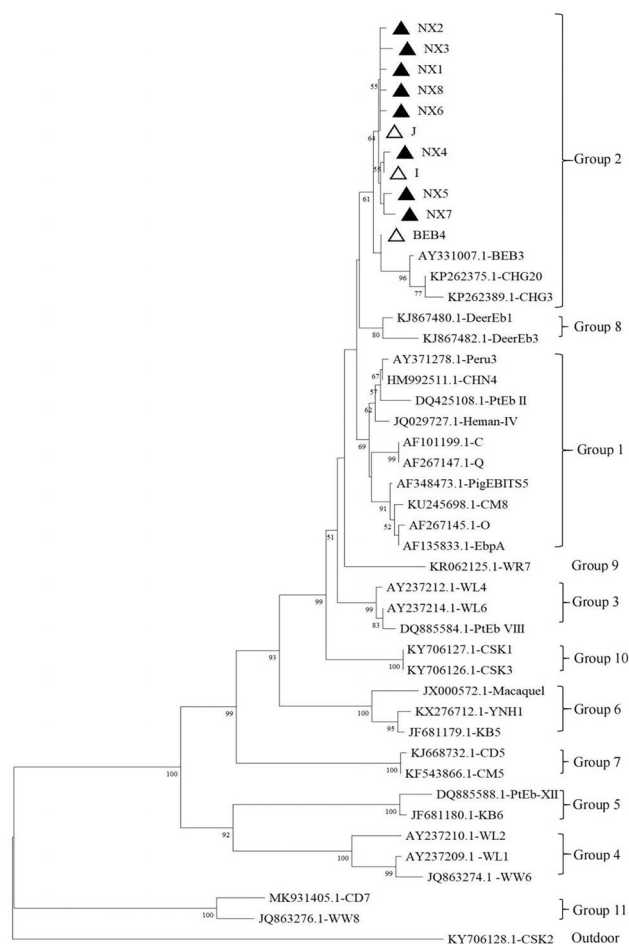 NX2
NX3
NX1
NX8
55
NX6
J
64
NX4
Group 2
55
I
NX5
NX7
61
BEB4
AY331007.1-BEB3
96
KP262375.1-CHG20
77
KP262389.1-CHG3
KJ867480.1-DeerEb1
Group 8
80
KJ867482.1-DeerEb3
AY371278.1-Peru3
67
HM992511.1-CHN4
57
DQ425108.1-PtEb II
62
JQ029727.1-Heman-IV
69
AF101199.1-C
Group 1
99
AF267147.1-Q
AF348473.1-PigEBITS5
91
KU245698.1-CM8
52
AF267145.1-O
AF135833.1-EbpA
51
KR062125.1-WR7
Group 9
AY237212.1-WL4
99
AY237214.1-WL6
Group 3
83
DQ885584.1-PtEb VIII
99
KY706127.1-CSK1
Group 10
100
KY706126.1-CSK3
93
JX000572.1-Macaquel
100
KX276712.1-YNH1
Group 6
95
JF681179.1-KB5
99
KJ668732.1-CD5
Group 7
100
KF543866.1-CM5
100
DQ885588.1-PtEb-XII
Group 5
100
JF681180.1-KB6
92
AY237210.1-WL2
100
AY237209.1 -WL1
Group 4
99
JQ863274.1 -WW6
MK931405.1-CD7
100
Group 11
JQ863276.1-WW8
KY706128.1-CSK2
Outdoor